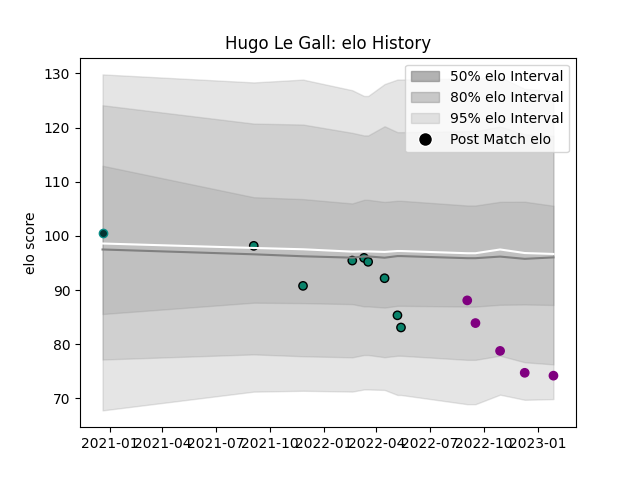 Hugo Le Gall: elo History
50% elo Interval
80% elo Interval
95% elo Interval
Post Match elo
elo score
130
120
110
100
90
80
70
2021-01 2021-04 2021-07 2021-10 2022-01 2022-04 2022-07 2022-10 2023-01